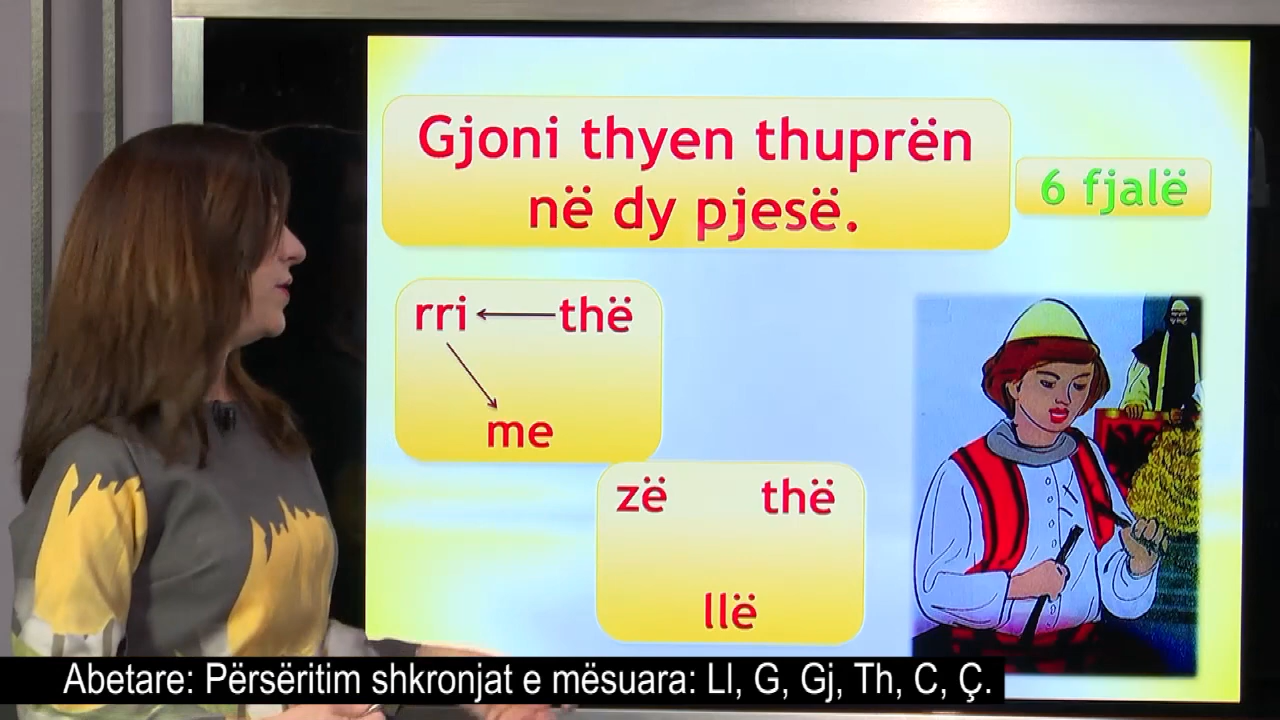 Gjoni thyen thuprën
në dy pjesë.
6 fjalë
rri thë
me
zë thë
llë
Abetare: Përsëritim shkronjat e mësuara: Ll, G, Gj, Th, C, Ç.